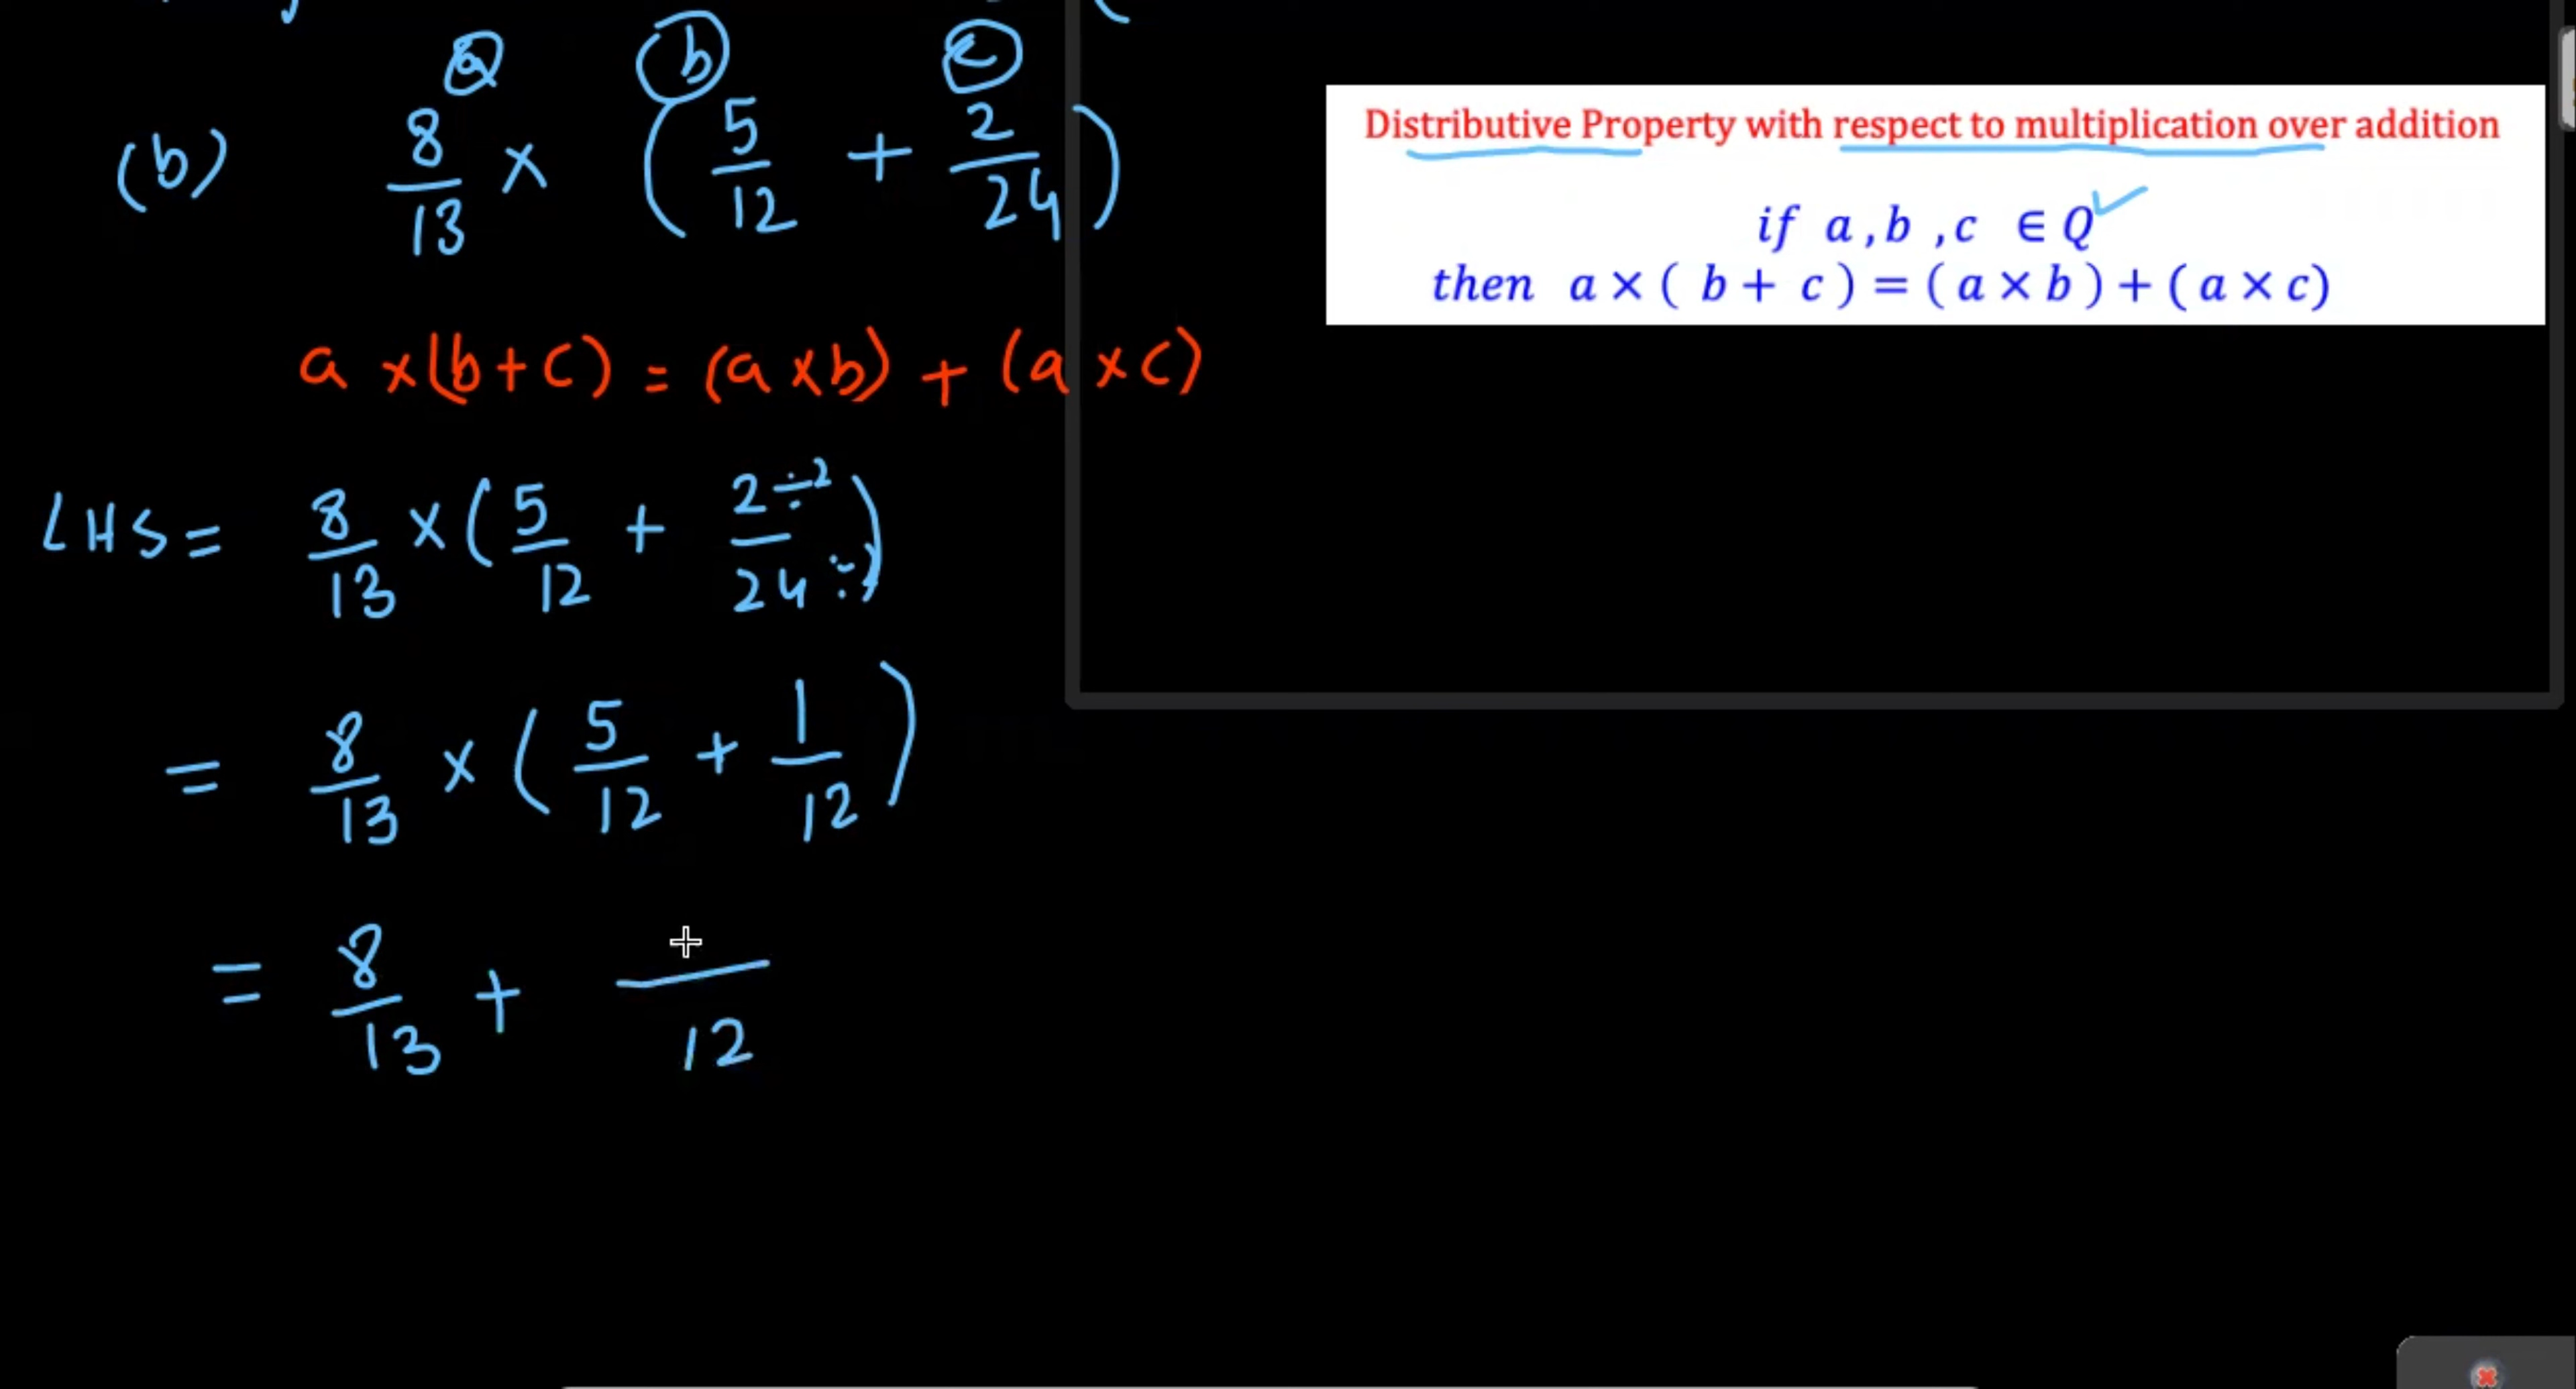 a b c
(b) 8/13 × (5/12 + 2/24)
a × (b + c) = (a × b) + (a × c)
LHS = 8/13 × (5/12 + 2÷2/24÷)
= 8/13 × (5/12 + 1/12)
= 8/13 + /12
Distributive Property with respect to multiplication over addition
if a , b , c ∈ Q
then a × ( b + c ) = ( a × b ) + ( a × c)